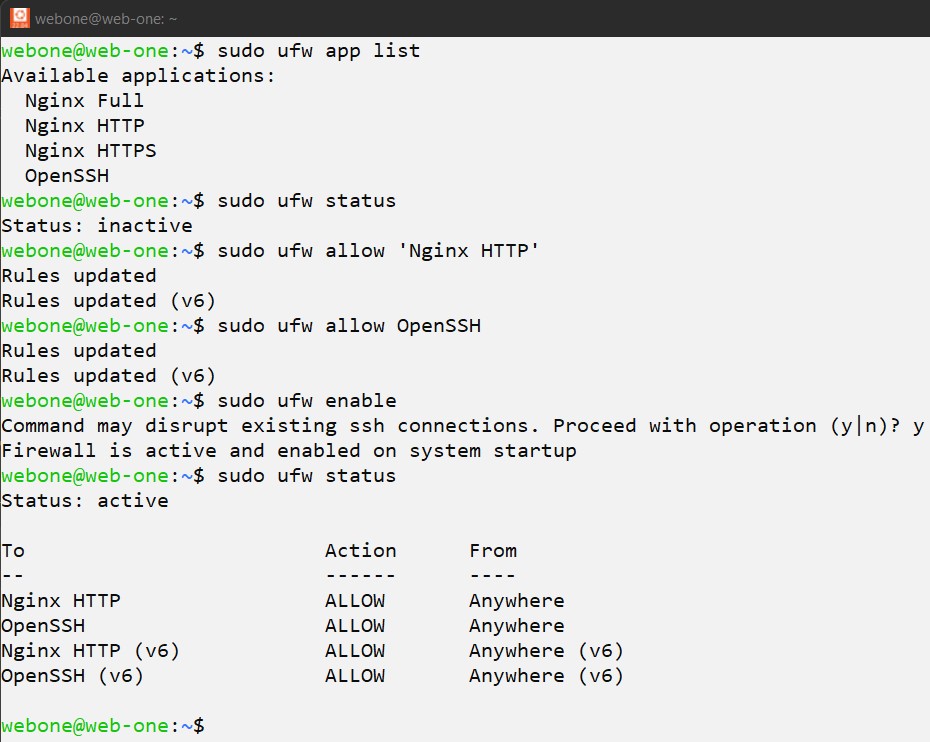 webone@web-one: ~
webone@web-one:~$ sudo ufw app list
Available applications:
  Nginx Full
  Nginx HTTP
  Nginx HTTPS
  OpenSSH
webone@web-one:~$ sudo ufw status
Status: inactive
webone@web-one:~$ sudo ufw allow 'Nginx HTTP'
Rules updated
Rules updated (v6)
webone@web-one:~$ sudo ufw allow OpenSSH
Rules updated
Rules updated (v6)
webone@web-one:~$ sudo ufw enable
Command may disrupt existing ssh connections. Proceed with operation (y|n)? y
Firewall is active and enabled on system startup
webone@web-one:~$ sudo ufw status
Status: active

To                         Action      From
--                         ------      ----
Nginx HTTP                 ALLOW       Anywhere
OpenSSH                    ALLOW       Anywhere
Nginx HTTP (v6)            ALLOW       Anywhere (v6)
OpenSSH (v6)               ALLOW       Anywhere (v6)

webone@web-one:~$